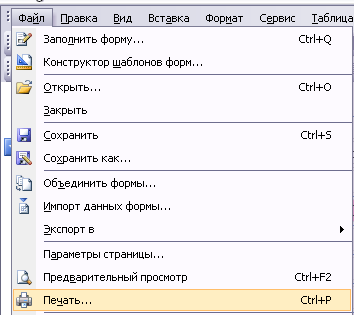 Файл Правка Вид Вставка Формат Сервис Таблица
Заполнить форму... Ctrl+Q
Конструктор шаблонов форм...
Открыть... Ctrl+O
Закрыть
Сохранить Ctrl+S
Сохранить как...
Объединить формы...
Импорт данных формы...
Экспорт в
Параметры страницы...
Предварительный просмотр Ctrl+F2
Печать... Ctrl+P